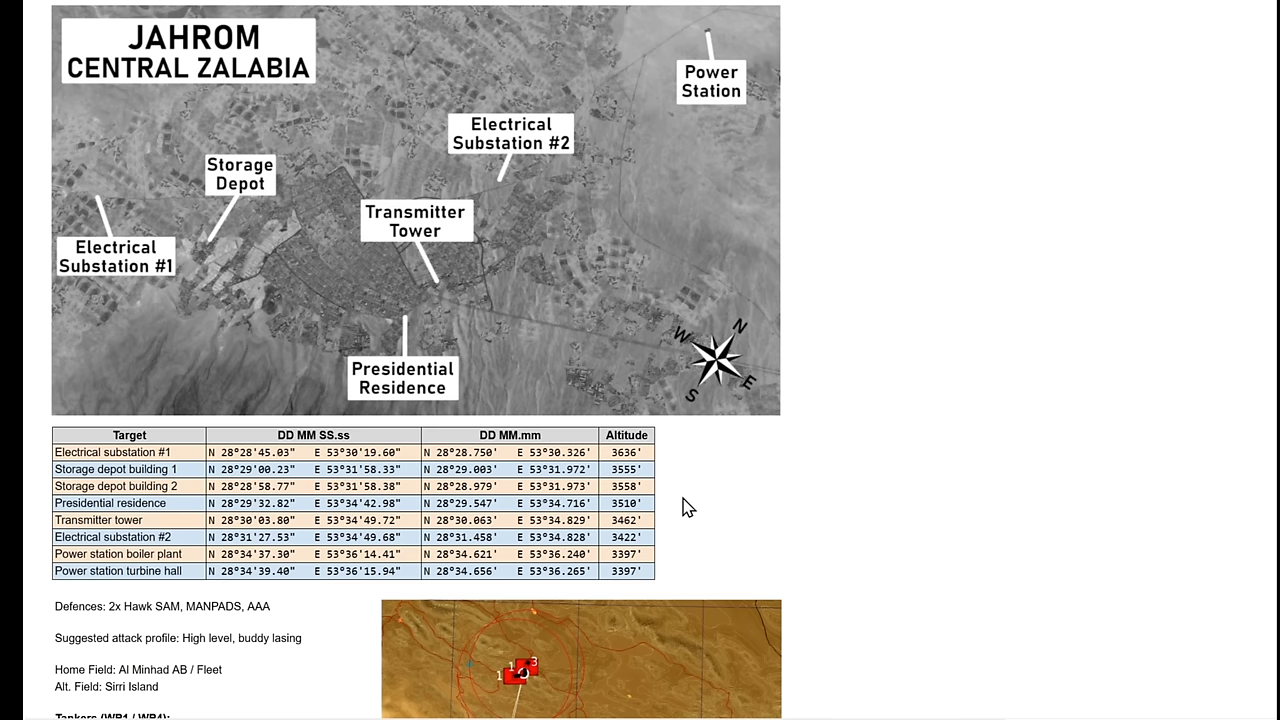 JAHROM
CENTRAL ZALABIA
Power
Station
Electrical
Substation #2
Storage
Depot
Transmitter
Tower
Electrical
Substation #1
N
W
E
S
Presidential
Residence
Target DD MM SS.ss DD MM.mm Altitude
Electrical substation #1 N 28°28'45.03" E 53°30'19.60" N 28°28.750' E 53°30.326' 3636'
Storage depot building 1 N 28°29'00.23" E 53°31'58.33" N 28°29.003' E 53°31.972' 3555'
Storage depot building 2 N 28°28'58.77" E 53°31'58.38" N 28°28.979' E 53°31.973' 3558'
Presidential residence N 28°29'32.82" E 53°34'42.98" N 28°29.547' E 53°34.716' 3510'
Transmitter tower N 28°30'03.80" E 53°34'49.72" N 28°30.063' E 53°34.829' 3462'
Electrical substation #2 N 28°31'27.53" E 53°34'49.68" N 28°31.458' E 53°34.828' 3422'
Power station boiler plant N 28°34'37.30" E 53°36'14.41" N 28°34.621' E 53°36.240' 3397'
Power station turbine hall N 28°34'39.40" E 53°36'15.94" N 28°34.656' E 53°36.265' 3397'
Defences: 2x Hawk SAM, MANPADS, AAA
Suggested attack profile: High level, buddy lasing
Home Field: Al Minhad AB / Fleet
Alt. Field: Sirri Island
Tankers (WP1 / WP4):
1 3
1